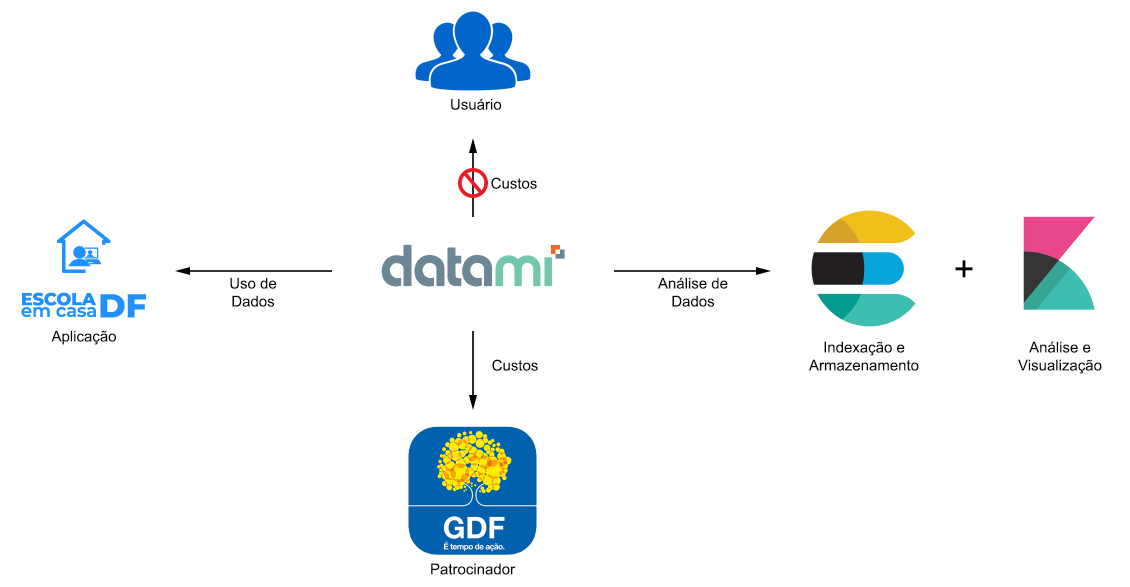 Usuário
Custos
datami
ESCOLA
em casa DF
Aplicação
Uso de
Dados
Análise de
Dados
+
Indexação e
Armazenamento
Análise e
Visualização
Custos
GDF
É tempo de ação.
Patrocinador